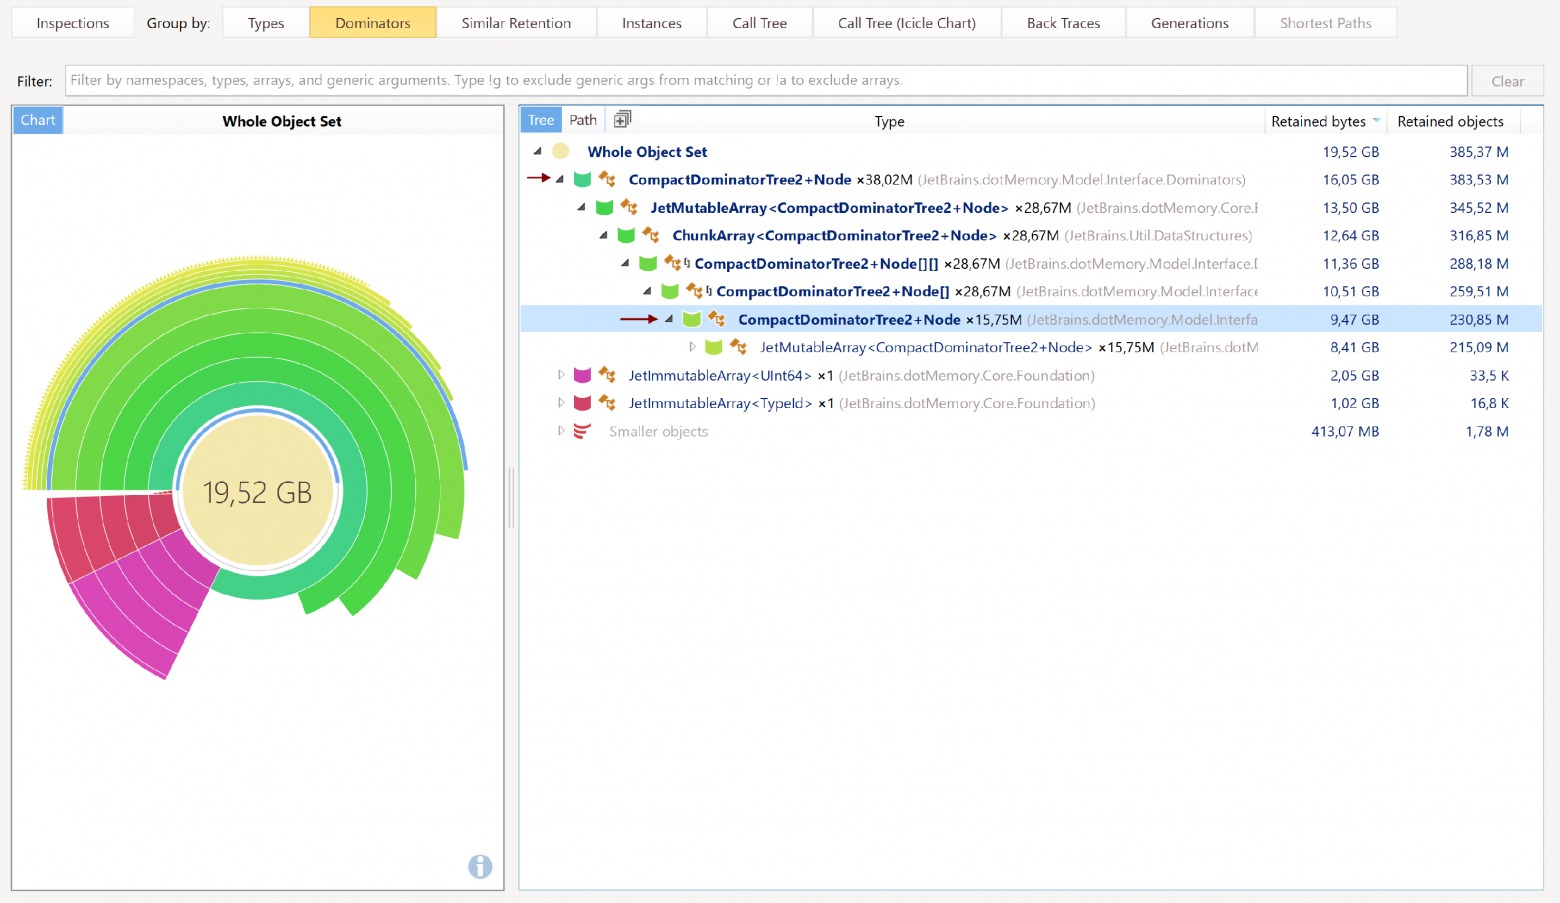 Inspections Group by: Types Dominators Similar Retention Instances Call Tree Call Tree (Icicle Chart) Back Traces Generations Shortest Paths
Filter: Filter by namespaces, types, arrays, and generic arguments. Type !g to exclude generic args from matching or !a to exclude arrays. Clear
Chart Whole Object Set
19,52 GB
Tree Path Type Retained bytes Retained objects
Whole Object Set 19,52 GB 385,37 M
CompactDominatorTree2+Node ×38,02M (JetBrains.dotMemory.Model.Interface.Dominators) 16,05 GB 383,53 M
JetMutableArray<CompactDominatorTree2+Node> ×28,67M (JetBrains.dotMemory.Core.F 13,50 GB 345,52 M
ChunkArray<CompactDominatorTree2+Node> ×28,67M (JetBrains.Util.DataStructures) 12,64 GB 316,85 M
CompactDominatorTree2+Node[][] ×28,67M (JetBrains.dotMemory.Model.Interface.D 11,36 GB 288,18 M
CompactDominatorTree2+Node[] ×28,67M (JetBrains.dotMemory.Model.Interface 10,51 GB 259,51 M
CompactDominatorTree2+Node ×15,75M (JetBrains.dotMemory.Model.Interfa 9,47 GB 230,85 M
JetMutableArray<CompactDominatorTree2+Node> ×15,75M (JetBrains.dotM 8,41 GB 215,09 M
JetImmutableArray<UInt64> ×1 (JetBrains.dotMemory.Core.Foundation) 2,05 GB 33,5 K
JetImmutableArray<TypeId> ×1 (JetBrains.dotMemory.Core.Foundation) 1,02 GB 16,8 K
Smaller objects 413,07 MB 1,78 M